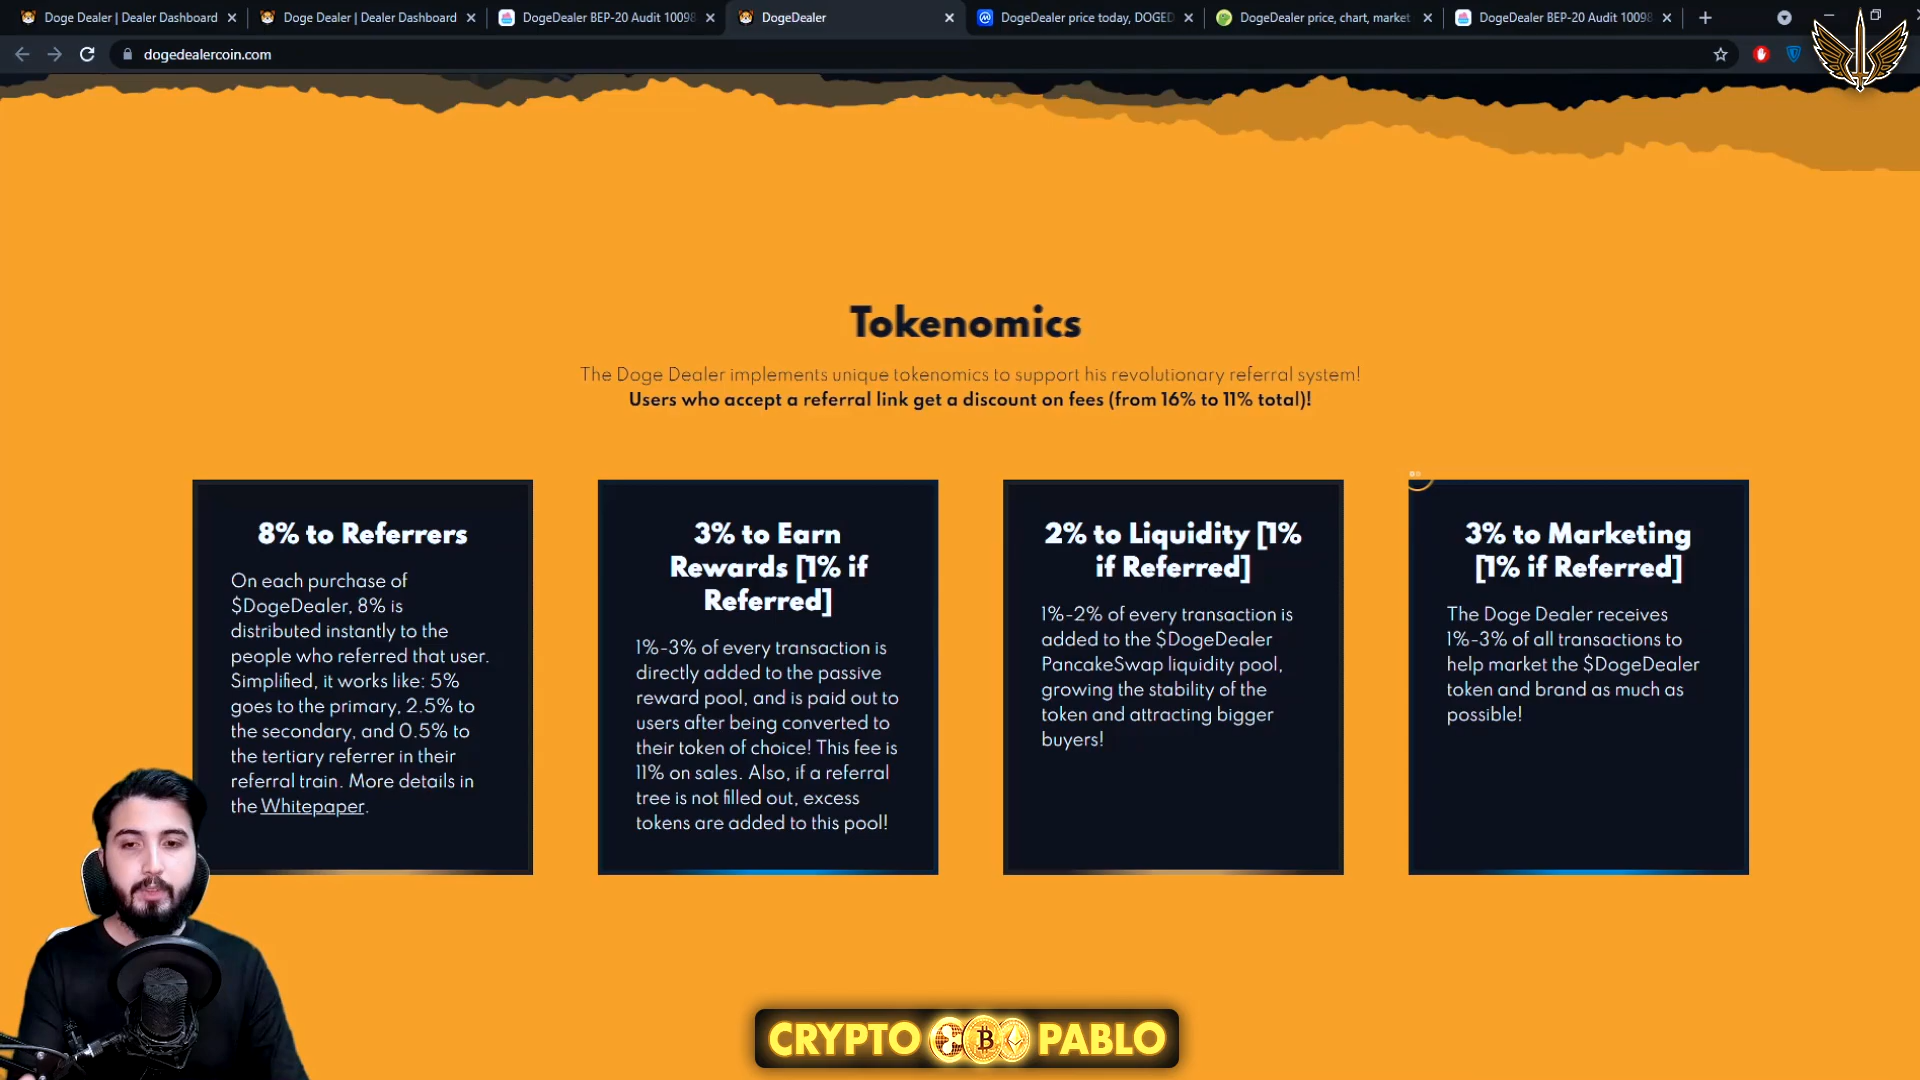 Doge Dealer | Dealer Dashboard
Doge Dealer | Dealer Dashboard
DogeDealer BEP-20 Audit 10098
DogeDealer
DogeDealer price today, DOGED
DogeDealer price, chart, market
DogeDealer BEP-20 Audit 10098
dogedealercoin.com
Tokenomics
The Doge Dealer implements unique tokenomics to support his revolutionary referral system!
Users who accept a referral link get a discount on fees (from 16% to 11% total)!
8% to Referrers
On each purchase of
$DogeDealer, 8% is
distributed instantly to the
people who referred that user.
Simplified, it works like: 5%
goes to the primary, 2.5% to
the secondary, and 0.5% to
the tertiary referrer in their
referral train. More details in
the Whitepaper.
3% to Earn
Rewards [1% if
Referred]
1%-3% of every transaction is
directly added to the passive
reward pool, and is paid out to
users after being converted to
their token of choice! This fee is
11% on sales. Also, if a referral
tree is not filled out, excess
tokens are added to this pool!
2% to Liquidity [1%
if Referred]
1%-2% of every transaction is
added to the $DogeDealer
PancakeSwap liquidity pool,
growing the stability of the
token and attracting bigger
buyers!
3% to Marketing
[1% if Referred]
The Doge Dealer receives
1%-3% of all transactions to
help market the $DogeDealer
token and brand as much as
possible!
CRYPTO PABLO